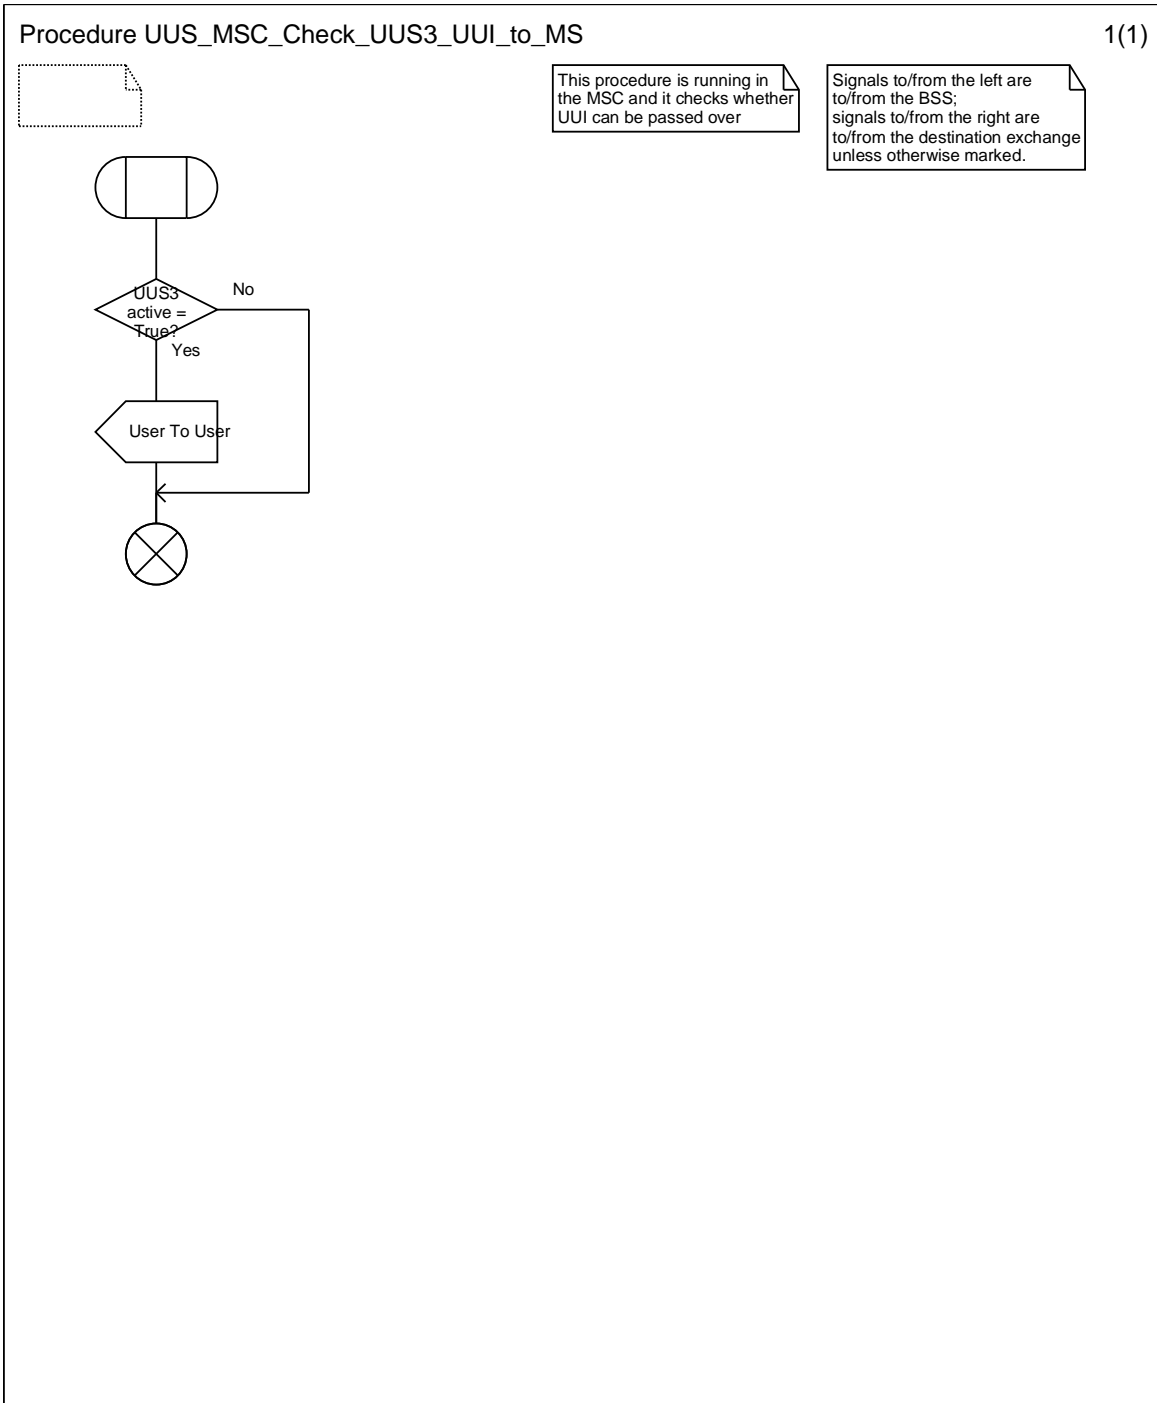 Procedure UUS_MSC_Check_UUS3_UUI_to_MS
1(1)
This procedure is running in
the MSC and it checks whether
UUI can be passed over
Signals to/from the left are
to/from the BSS;
signals to/from the right are
to/from the destination exchange
unless otherwise marked.
UUS3
active =
True?
No
Yes
User To User